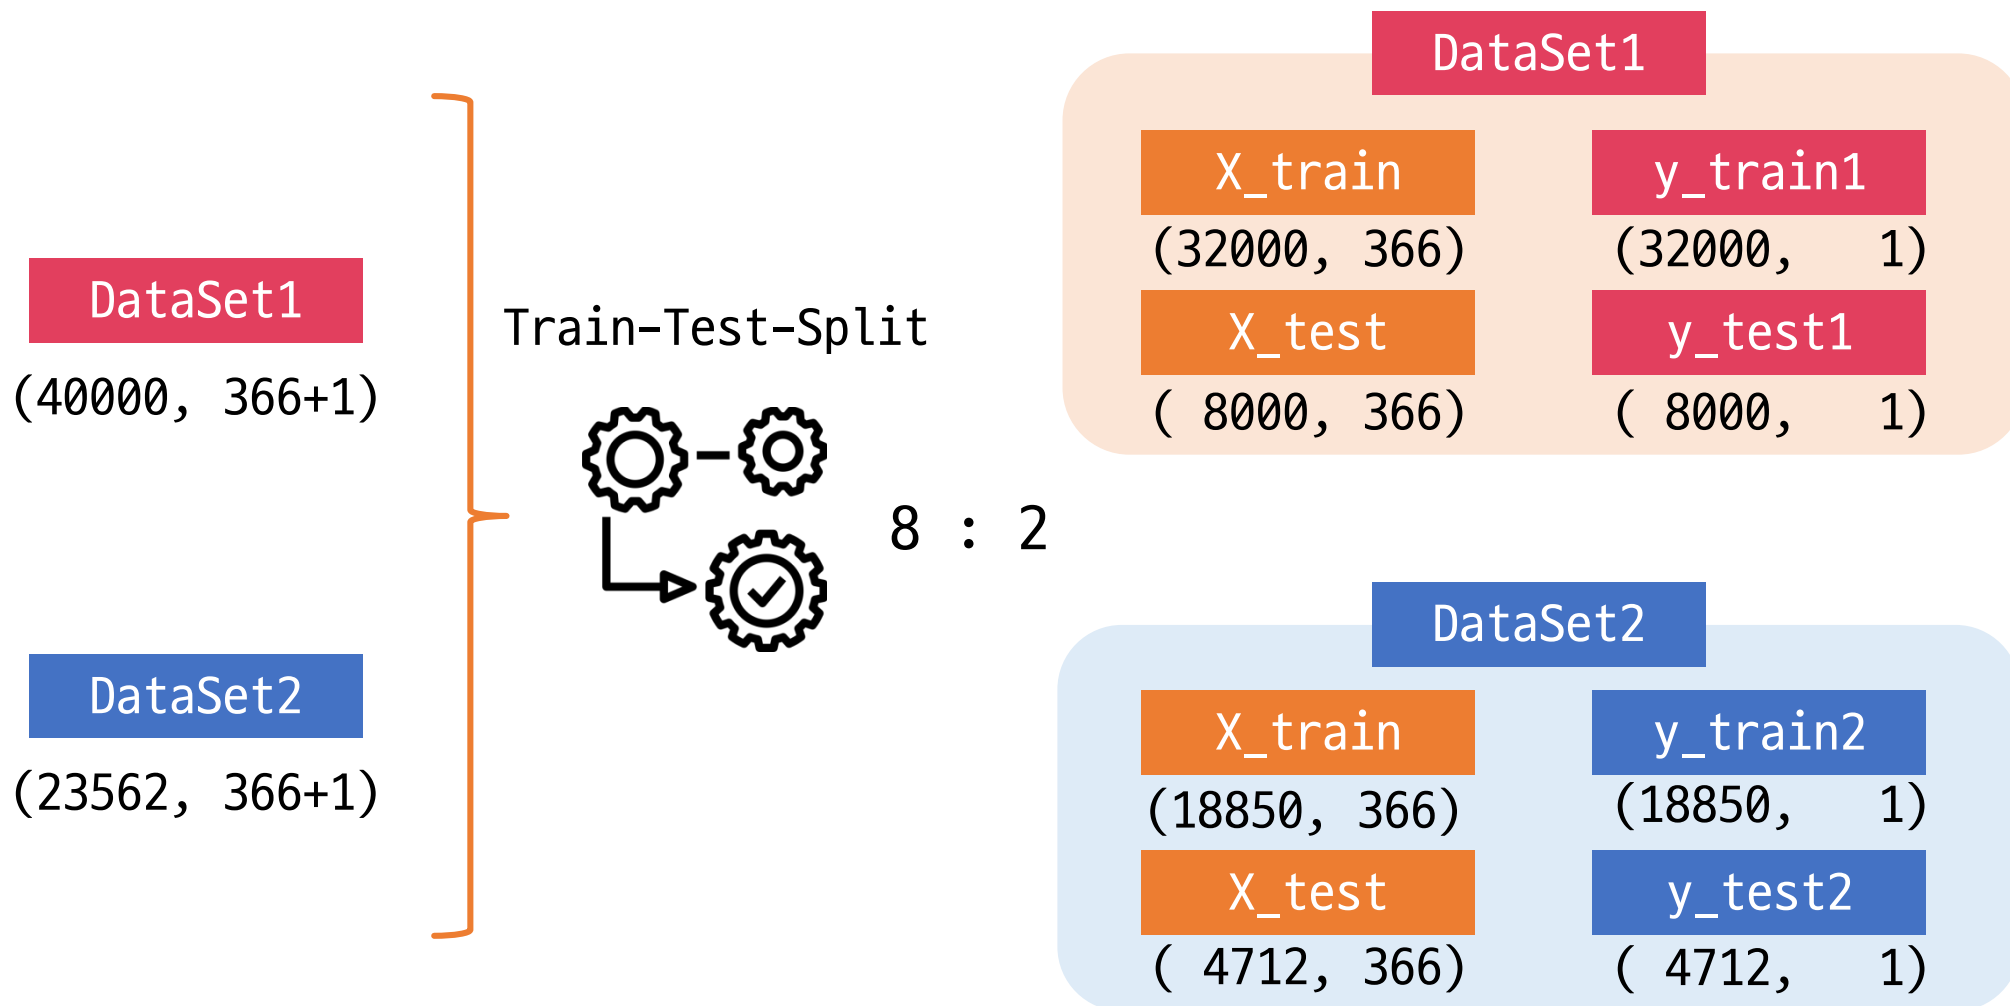 DataSet1
(40000, 366+1)
DataSet2
(23562, 366+1)
Train-Test-Split
8 : 2
DataSet1
X_train y_train1
(32000, 366) (32000, 1)
X_test y_test1
( 8000, 366) ( 8000, 1)
DataSet2
X_train y_train2
(18850, 366) (18850, 1)
X_test y_test2
( 4712, 366) ( 4712, 1)